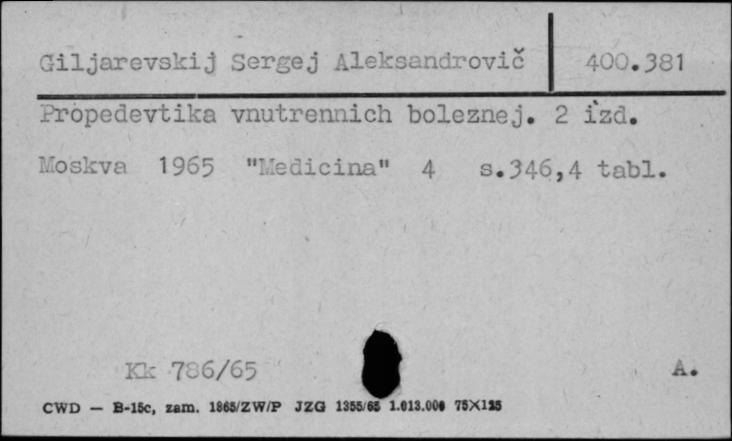 Giljarevskij Sergej Aleksandrovič 400.381
Propedevtika vnutrennich boleznej. 2 izd.
Moskva 1965 "Medicina" 4 s.346,4 tabl.
Kk 786/65 A.
CWD — B-15c, zam. 1865/ZW/P JZG 1355/65 1.013.000 75X125